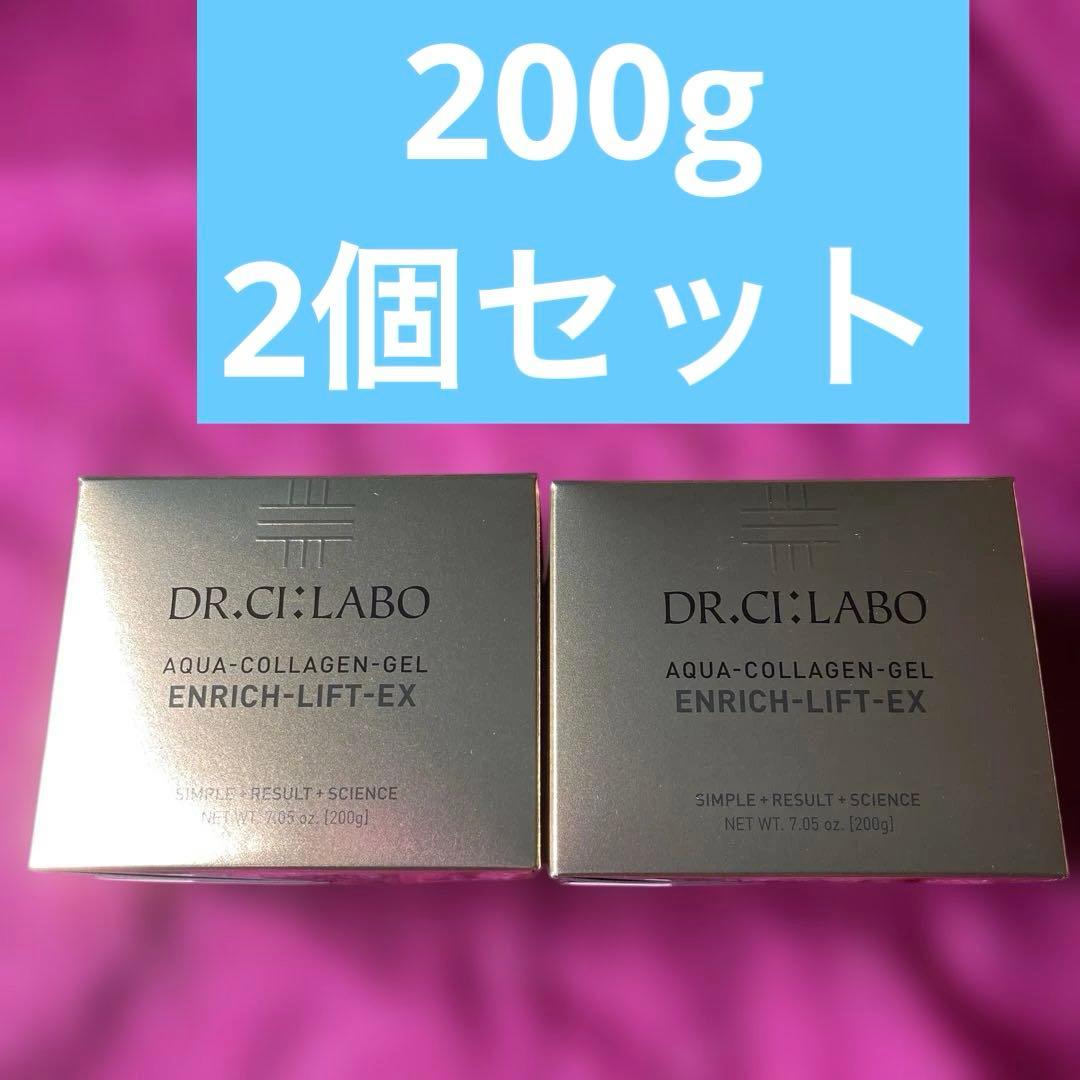 200g
2個セット
DR.CI:LABO
AQUA-COLLAGEN-GEL
ENRICH-LIFT-EX
SIMPLE+RESULT+SCIENCE
NET WT. 7.05 oz. [200g]
DR.CI:LABO
AQUA-COLLAGEN-GEL
ENRICH-LIFT-EX
SIMPLE+RESULT+SCIENCE
NET WT. 7.05 oz. [200g]